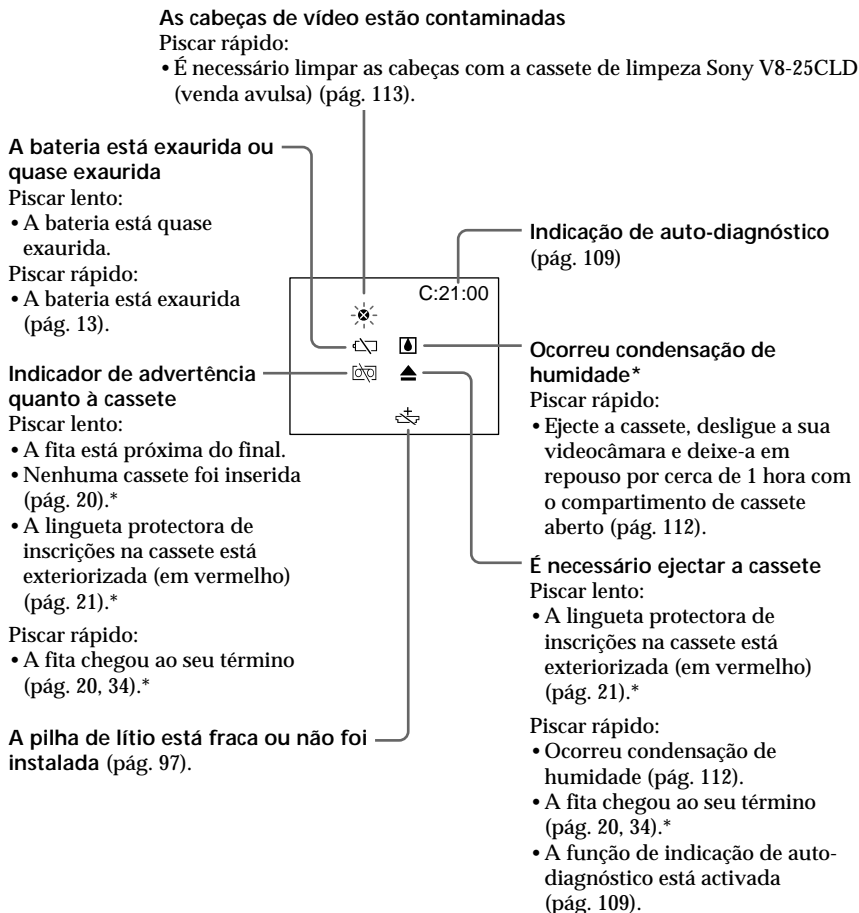 As cabeças de vídeo estão contaminadas
Piscar rápido:
• É necessário limpar as cabeças com a cassete de limpeza Sony V8-25CLD
(venda avulsa) (pág. 113).
A bateria está exaurida ou
quase exaurida
Piscar lento:
• A bateria está quase
exaurida.
Piscar rápido:
• A bateria está exaurida
(pág. 13).
Indicador de advertência
quanto à cassete
Piscar lento:
• A fita está próxima do final.
• Nenhuma cassete foi inserida
(pág. 20).*
• A lingueta protectora de
inscrições na cassete está
exteriorizada (em vermelho)
(pág. 21).*
Piscar rápido:
• A fita chegou ao seu término
(pág. 20, 34).*
A pilha de lítio está fraca ou não foi
instalada (pág. 97).
C:21:00
Indicação de auto-diagnóstico
(pág. 109)
Ocorreu condensação de
humidade*
Piscar rápido:
• Ejecte a cassete, desligue a sua
videocâmara e deixe-a em
repouso por cerca de 1 hora com
o compartimento de cassete
aberto (pág. 112).
É necessário ejectar a cassete
Piscar lento:
• A lingueta protectora de
inscrições na cassete está
exteriorizada (em vermelho)
(pág. 21).*
Piscar rápido:
• Ocorreu condensação de
humidade (pág. 112).
• A fita chegou ao seu término
(pág. 20, 34).*
• A função de indicação de auto-
diagnóstico está activada
(pág. 109).